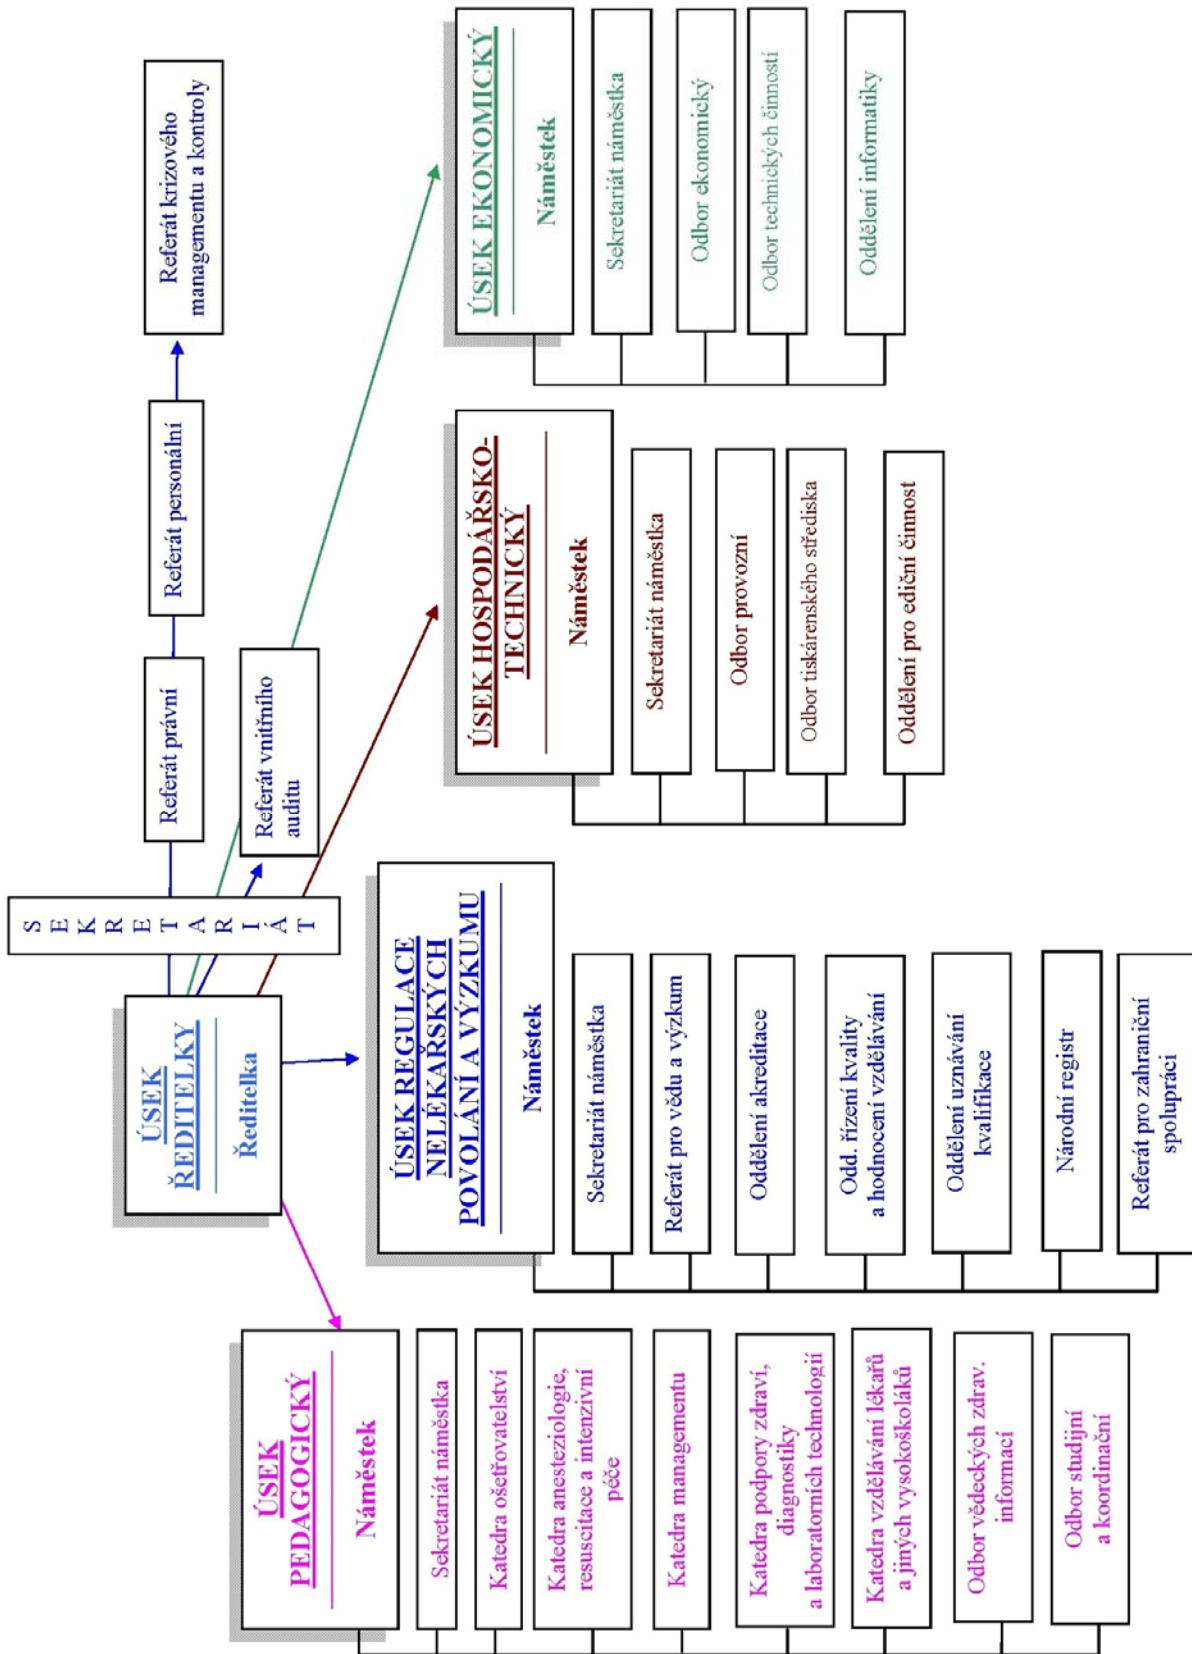 ÚSEK
ŘEDITELKY
Ředitelka
S
E
K
R
E
T
A
R
I
Á
T
Referát právní
Referát personální
Referát krizového
managementu a kontroly
Referát vnitřního
auditu
ÚSEK
PEDAGOGICKÝ
Náměstek
Sekretariát náměstka
Katedra ošetřovatelství
Katedra anesteziologie,
resuscitace a intenzivní
péče
Katedra managementu
Katedra podpory zdraví,
diagnostiky
a laboratorních technologií
Katedra vzdělávání lékařů
a jiných vysokoškoláků
Odbor vědeckých zdrav.
informací
Odbor studijní
a koordinační
ÚSEK REGULACE
NELÉKAŘSKÝCH
POVOLÁNÍ A VÝZKUMU
Náměstek
Sekretariát náměstka
Referát pro vědu a výzkum
Oddělení akreditace
Odd. řízení kvality
a hodnocení vzdělávání
Oddělení uznávání
kvalifikace
Národní registr
Referát pro zahraniční
spolupráci
ÚSEK HOSPODÁŘSKO-
TECHNICKÝ
Náměstek
Sekretariát náměstka
Odbor provozní
Odbor tiskárenského střediska
Oddělení pro ediční činnost
ÚSEK EKONOMICKÝ
Náměstek
Sekretariát náměstka
Odbor ekonomický
Odbor technických činností
Oddělení informatiky